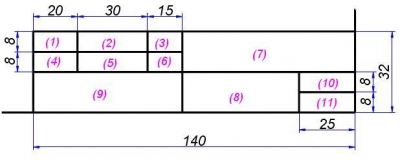 20 30 15
8 (1) (2) (3) (7)
8 (4) (5) (6) 32
(9) (8) (10) 8
(11) 8
25
140